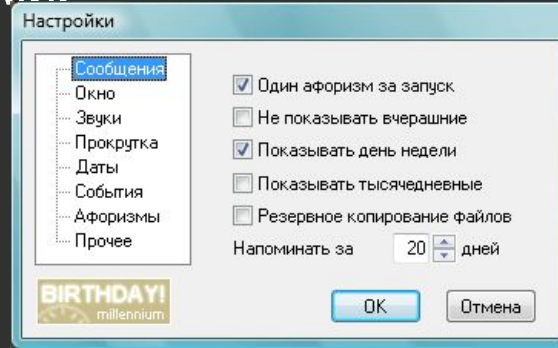 Настройки
Сообщения
Окно
Звуки
Прокрутка
Даты
События
Афоризмы
Прочее
Один афоризм за запуск
Не показывать вчерашние
Показывать день недели
Показывать тысячедневные
Резервное копирование файлов
Напоминать за 20 дней
BIRTHDAY!
millennium
OK
Отмена